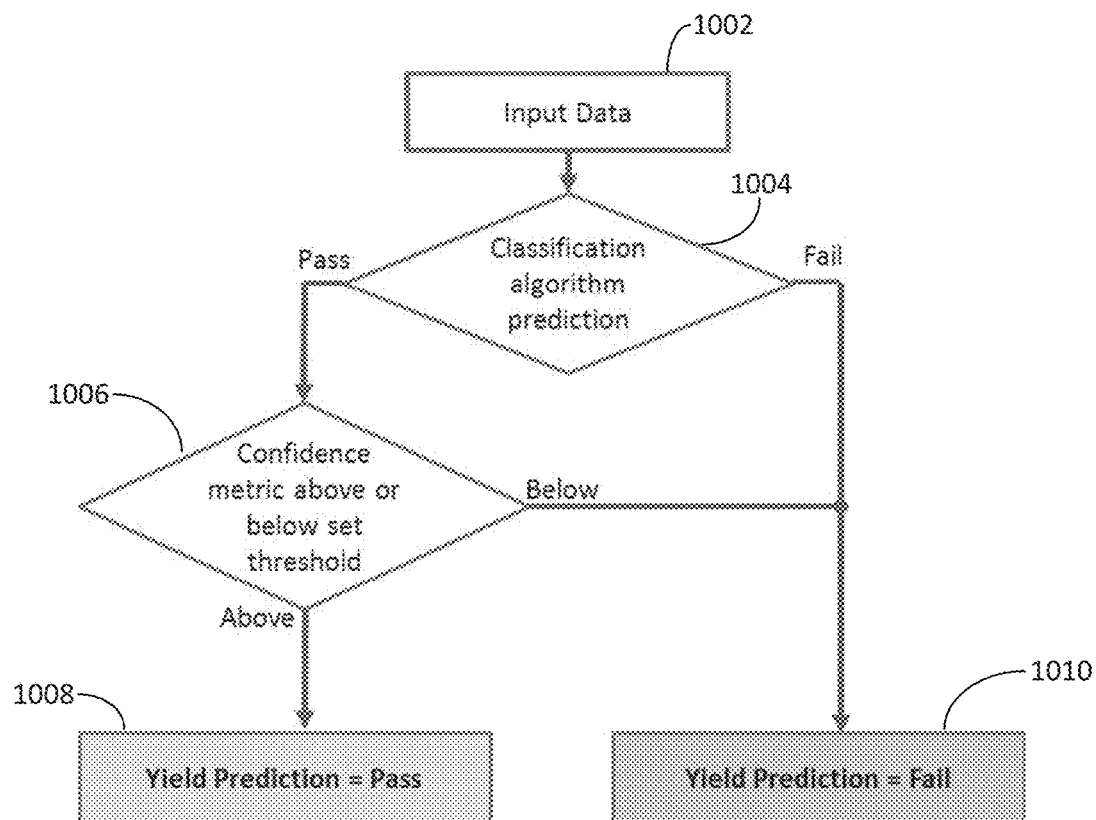 1002
Input Data
1004
Classification
algorithm
prediction
Pass
Fail
1006
Confidence
metric above or
below set
threshold
Below
Above
1008
1010
Yield Prediction = Pass
Yield Prediction = Fail